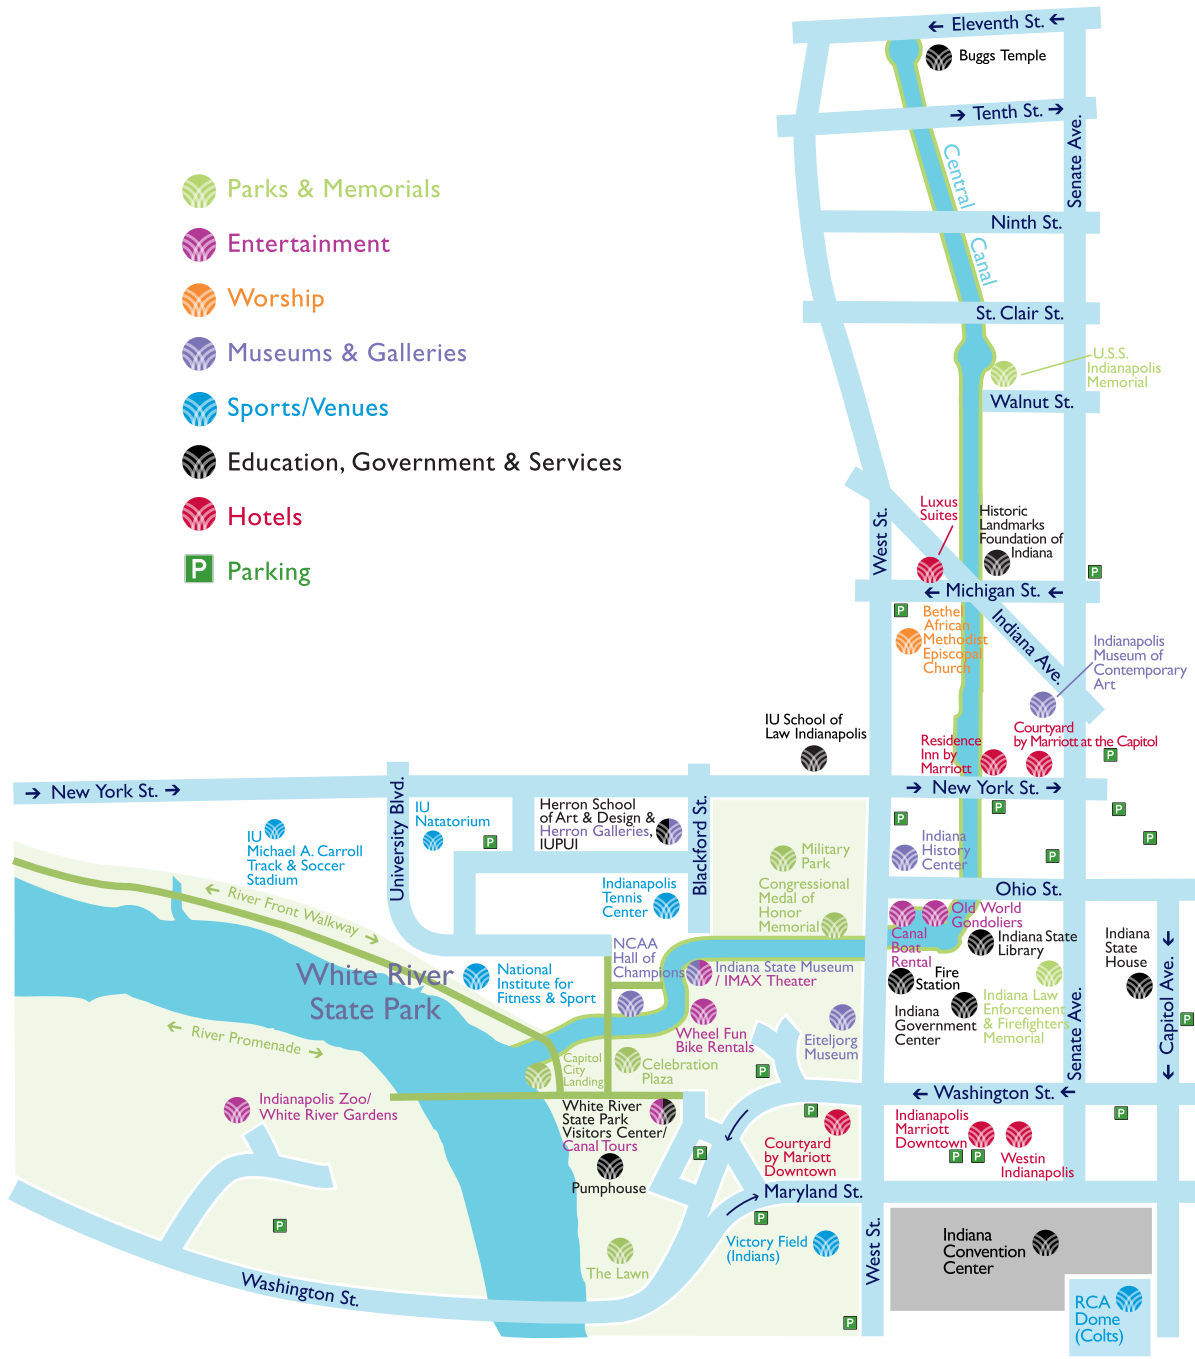 ← Eleventh St. ←
Buggs Temple
→ Tenth St. →
Senate Ave.
Central
Canal
Ninth St.
St. Clair St.
U.S.S.
Indianapolis
Memorial
Walnut St.
Parks & Memorials
Entertainment
Worship
Museums & Galleries
Sports/Venues
Education, Government & Services
Hotels
P Parking
Luxus
Suites
Historic
Landmarks
Foundation of
Indiana
West St.
P
← Michigan St. ←
P
Bethel
African
Methodist
Episcopal
Church
Indiana Ave.
Indianapolis
Museum of
Contemporary
Art
IU School of
Law Indianapolis
Residence
Inn by
Marriott
Courtyard
by Marriott at the Capitol
P
→ New York St. →
University Blvd.
Blackford St.
→ New York St. →
IU
Michael A. Carroll
Track & Soccer
Stadium
IU
Natatorium
P
Herron School
of Art & Design &
Herron Galleries,
IUPUI
P
P
P
P
P
Indiana
History
Center
Military
Park
Congressional
Medal of
Honor
Memorial
Indianapolis
Tennis
Center
Ohio St.
← River Front Walkway →
White River
State Park
National
Institute for
Fitness & Sport
NCAA
Hall of
Champions
Indiana State Museum
/ IMAX Theater
Canal
Boat
Rental
Old World
Gondoliers
Indiana State
Library
Fire
Station
Indiana
Government
Center
Indiana Law
Enforcement
& Firefighters
Memorial
Indiana
State
House
Senate Ave.
← Capitol Ave. →
P
← River Promenade →
Wheel Fun
Bike Rentals
Eiteljorg
Museum
Capitol
City
Landing
Celebration
Plaza
P
← Washington St. ←
Indianapolis Zoo/
White River Gardens
White River
State Park
Visitors Center/
Canal Tours
Pumphouse
P
P
Courtyard
by Mariott
Downtown
Indianapolis
Marriott
Downtown
P
P
Westin
Indianapolis
P
Maryland St.
P
P
Victory Field
(Indians)
West St.
The Lawn
Washington St.
Indiana
Convention
Center
P
RCA
Dome
(Colts)